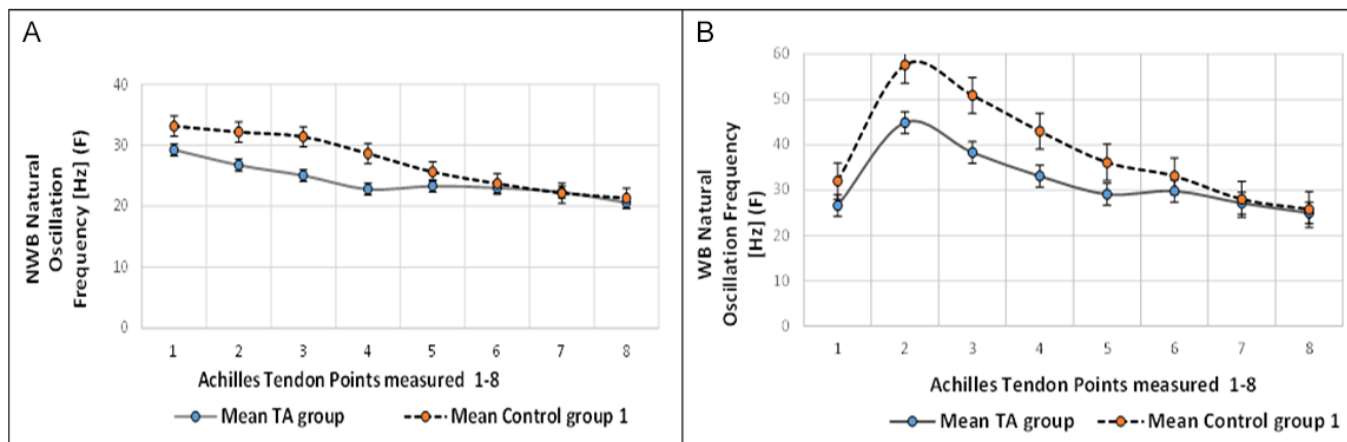 A
NWB Natural
Oscillation
Frequency [Hz] (F)
40
30
20
10
0
1 2 3 4 5 6 7 8
Achilles Tendon Points measured 1-8
Mean TA group Mean Control group 1
B
WB Natural
Oscillation Frequency
[Hz] (F)
60
50
40
30
20
10
0
1 2 3 4 5 6 7 8
Achilles Tendon Points measured 1-8
Mean TA group Mean Control group 1